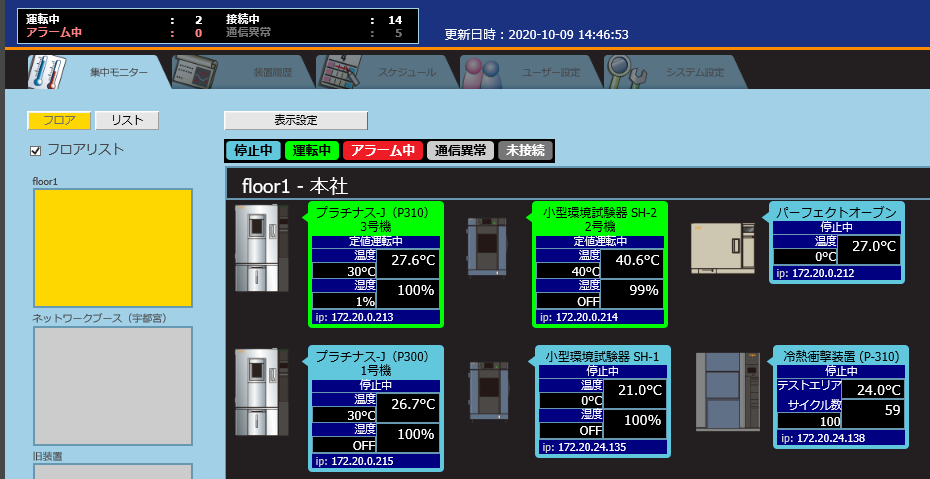 運転中 : 2 接続中 : 14
アラーム中 : 0 通信異常 : 5
更新日時：2020-10-09 14:46:53
集中モニター 装置履歴 スケジュール ユーザー設定 システム設定
フロア リスト 表示設定
フロアリスト
停止中 運転中 アラーム中 通信異常 未接続
floor1
floor1 - 本社
プラチナス-J（P310）
3号機
定値運転中
温度
27.6°C
30°C
湿度
100%
1%
ip: 172.20.0.213
小型環境試験器 SH-2
2号機
定値運転中
温度
40.6°C
40°C
湿度
99%
OFF
ip: 172.20.0.214
パーフェクトオーブン
停止中
温度
27.0°C
0°C
ip: 172.20.0.212
ネットワークブース（宇都宮）
プラチナス-J（P300）
1号機
停止中
温度
26.7°C
30°C
湿度
100%
OFF
ip: 172.20.0.215
小型環境試験器 SH-1
停止中
温度
21.0°C
0°C
湿度
100%
OFF
ip: 172.20.24.135
冷熱衝撃装置 (P-310)
停止中
テストエリア
24.0°C
サイクル数
59
100
ip: 172.20.24.138
旧装置